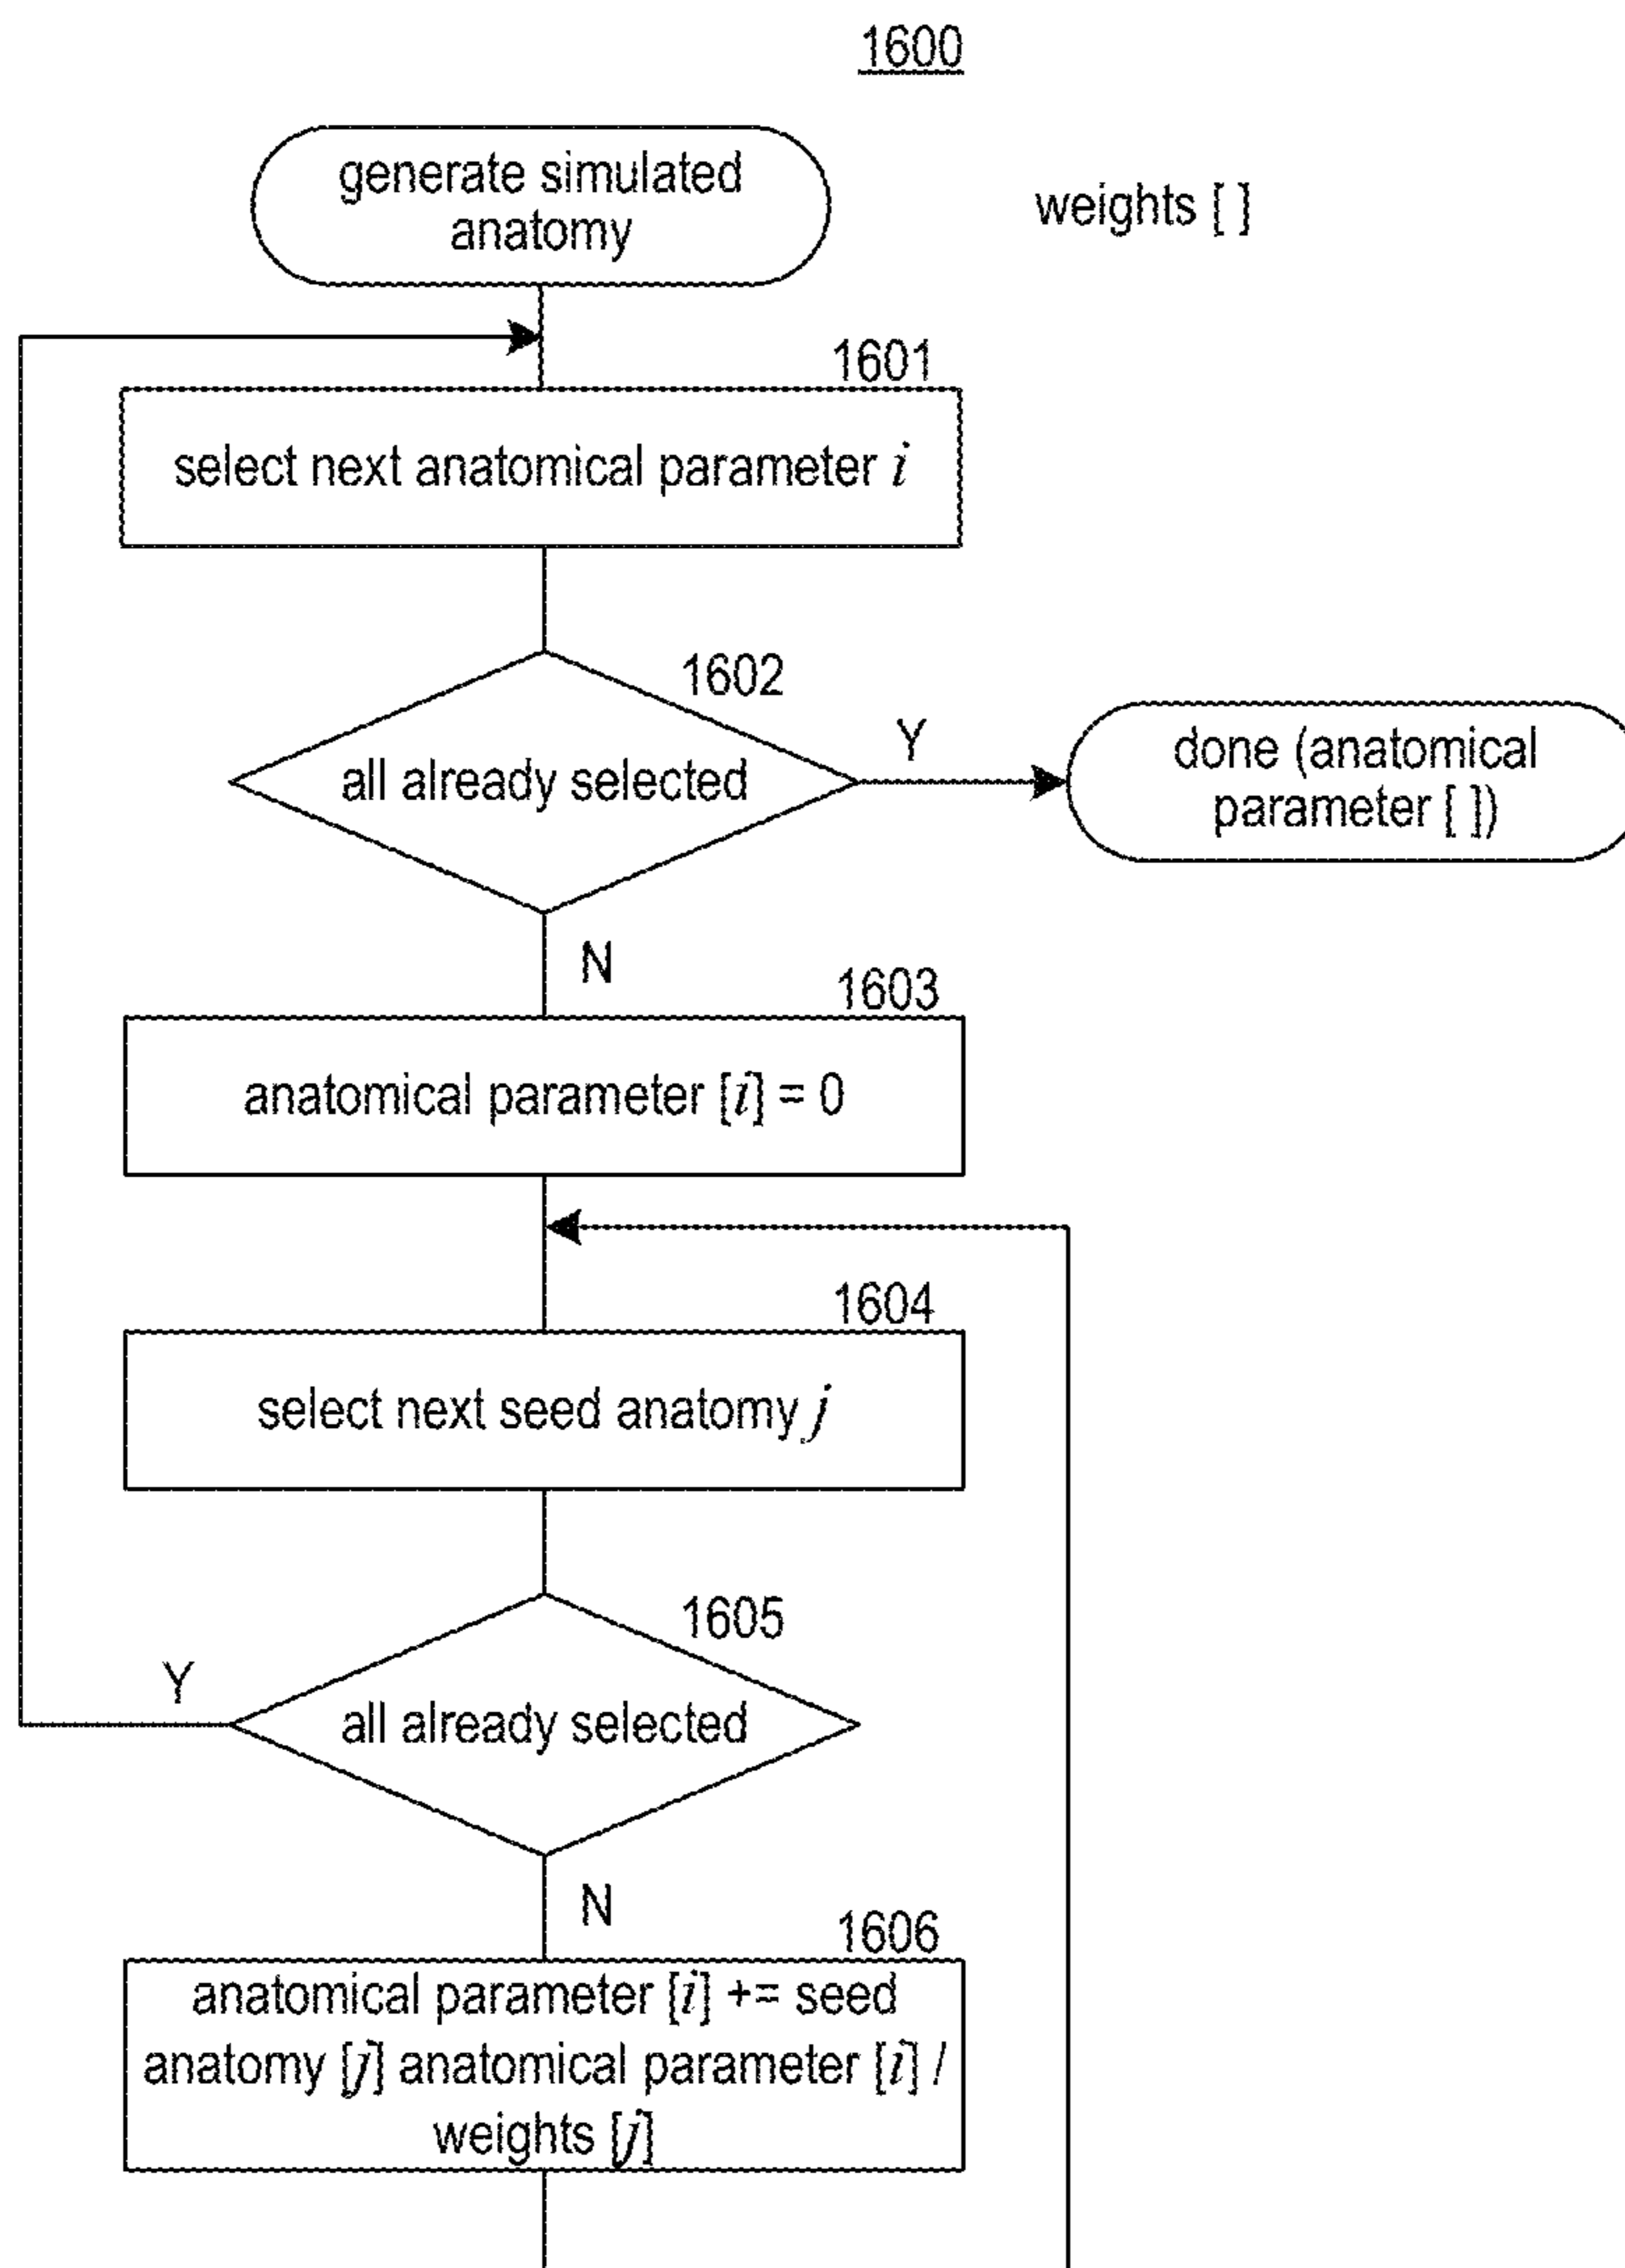 1600
generate simulated
anatomy
weights [ ]
1601
select next anatomical parameter i
1602
all already selected
Y
done (anatomical
parameter [ ])
N
1603
anatomical parameter [i] = 0
1604
select next seed anatomy j
1605
Y
all already selected
N
1606
anatomical parameter [i] += seed
anatomy [j] anatomical parameter [i] /
weights [j]